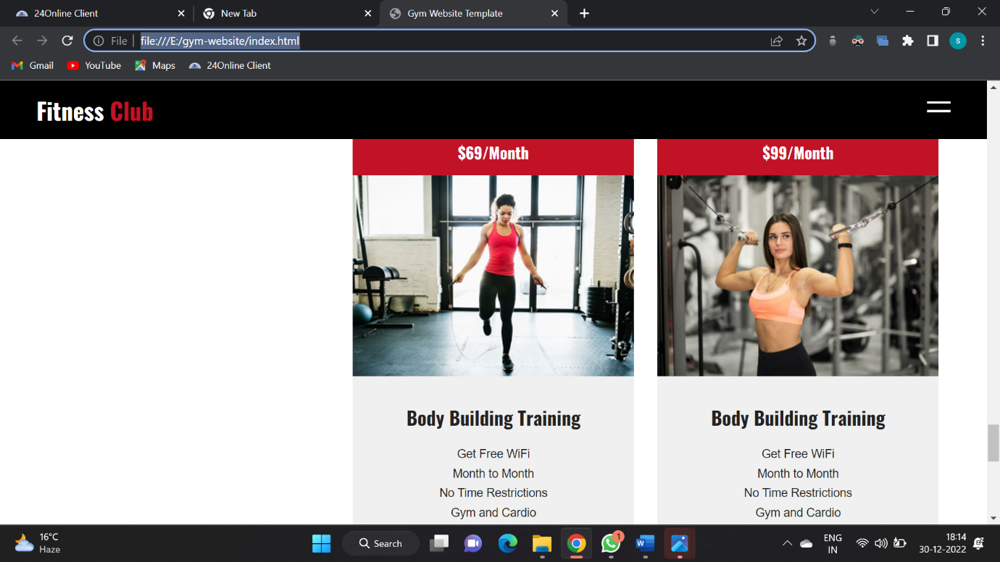 24Online Client
New Tab
Gym Website Template
File
file:///E:/gym-website/index.html
s
Gmail
YouTube
Maps
24Online Client
Fitness Club
$69/Month
$99/Month
Body Building Training
Get Free WiFi
Month to Month
No Time Restrictions
Gym and Cardio
Body Building Training
Get Free WiFi
Month to Month
No Time Restrictions
Gym and Cardio
16°C
Haze
Search
1
W
ENG
IN
18:14
30-12-2022